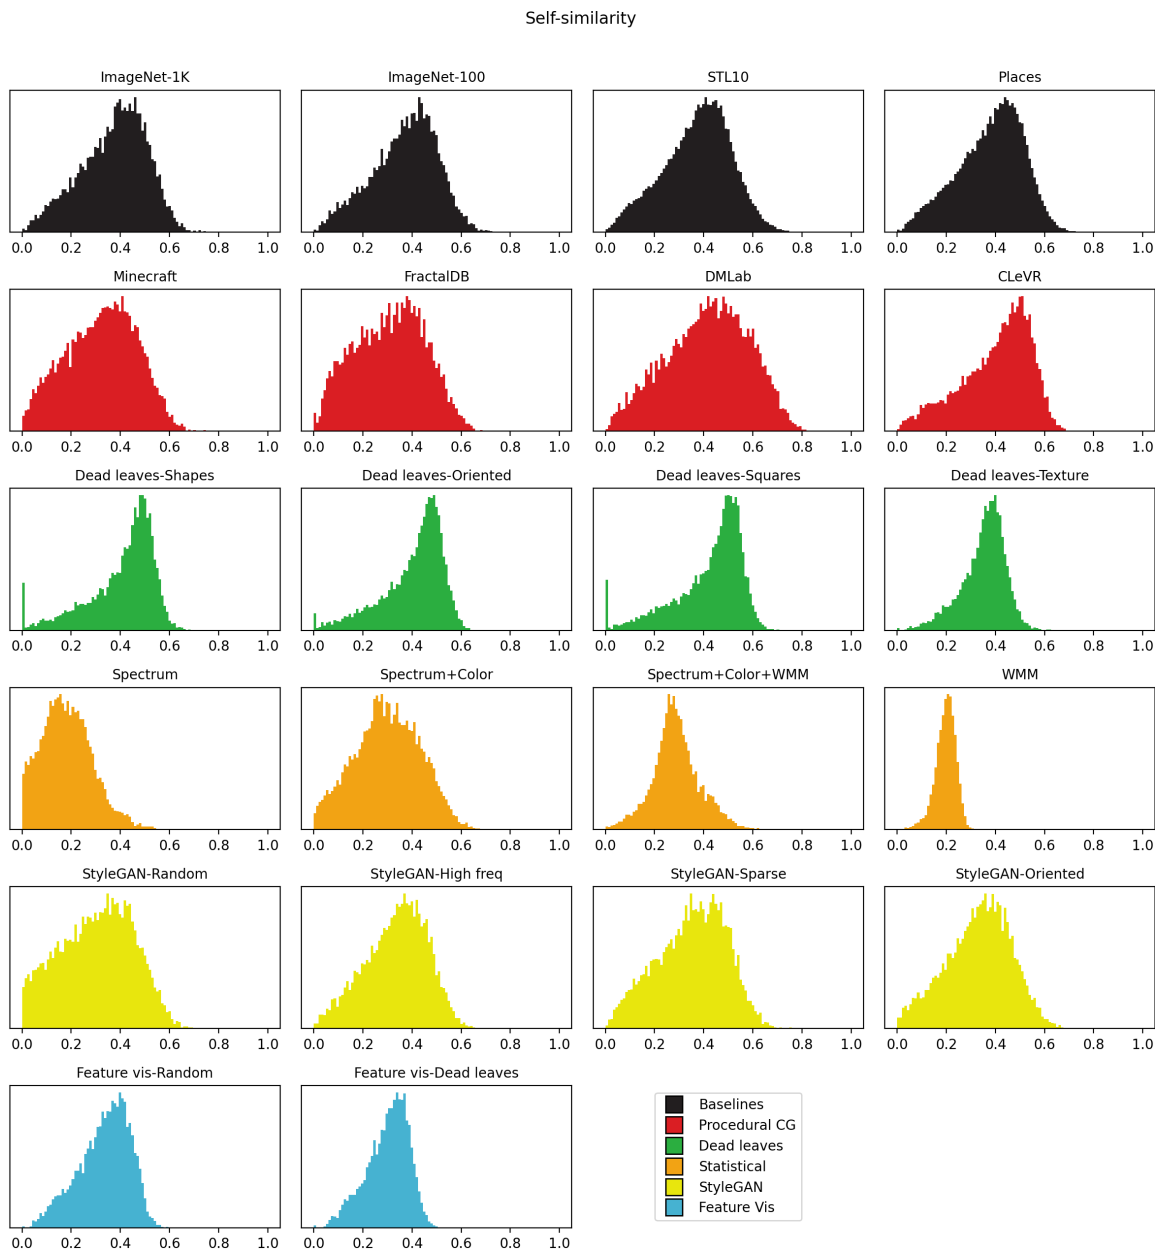 Self-similarity
ImageNet-1K ImageNet-100 STL10 Places
0.0 0.2 0.4 0.6 0.8 1.0 0.0 0.2 0.4 0.6 0.8 1.0 0.0 0.2 0.4 0.6 0.8 1.0 0.0 0.2 0.4 0.6 0.8 1.0
Minecraft FractalDB DMLab CLeVR
0.0 0.2 0.4 0.6 0.8 1.0 0.0 0.2 0.4 0.6 0.8 1.0 0.0 0.2 0.4 0.6 0.8 1.0 0.0 0.2 0.4 0.6 0.8 1.0
Dead leaves-Shapes Dead leaves-Oriented Dead leaves-Squares Dead leaves-Texture
0.0 0.2 0.4 0.6 0.8 1.0 0.0 0.2 0.4 0.6 0.8 1.0 0.0 0.2 0.4 0.6 0.8 1.0 0.0 0.2 0.4 0.6 0.8 1.0
Spectrum Spectrum+Color Spectrum+Color+WMM WMM
0.0 0.2 0.4 0.6 0.8 1.0 0.0 0.2 0.4 0.6 0.8 1.0 0.0 0.2 0.4 0.6 0.8 1.0 0.0 0.2 0.4 0.6 0.8 1.0
StyleGAN-Random StyleGAN-High freq StyleGAN-Sparse StyleGAN-Oriented
0.0 0.2 0.4 0.6 0.8 1.0 0.0 0.2 0.4 0.6 0.8 1.0 0.0 0.2 0.4 0.6 0.8 1.0 0.0 0.2 0.4 0.6 0.8 1.0
Feature vis-Random Feature vis-Dead leaves
0.0 0.2 0.4 0.6 0.8 1.0 0.0 0.2 0.4 0.6 0.8 1.0
Baselines
Procedural CG
Dead leaves
Statistical
StyleGAN
Feature Vis